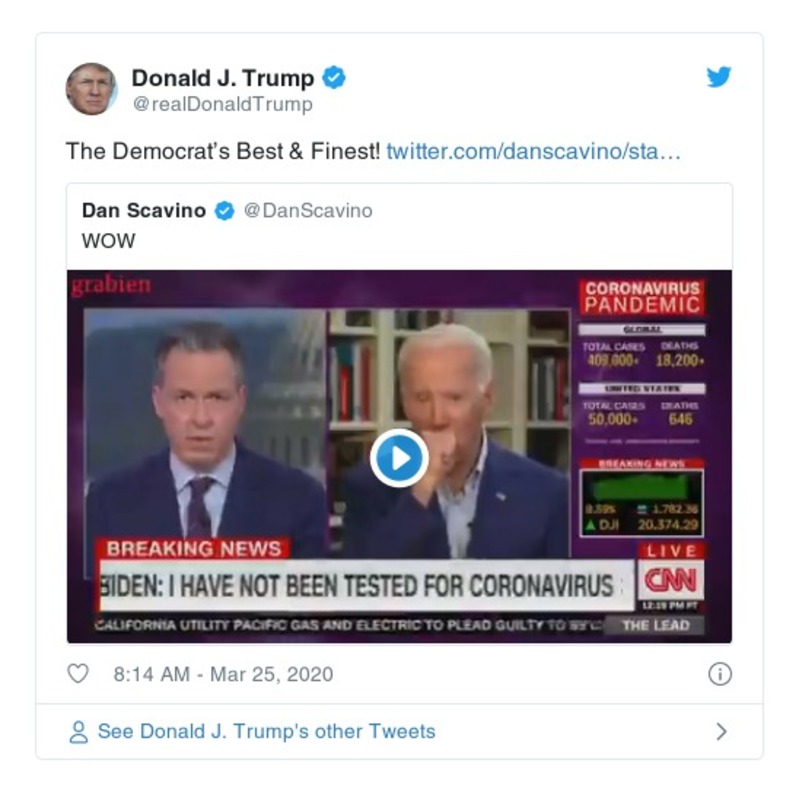 Donald J. Trump
@realDonaldTrump
The Democrat's Best & Finest! twitter.com/danscavino/sta…
Dan Scavino @DanScavino
WOW
grabien
CORONAVIRUS
PANDEMIC
GLOBAL
TOTAL CASES DEATHS
409,000+ 18,200+
UNITED STATES
TOTAL CASES DEATHS
50,000+ 646
BREAKING NEWS
1,782.36
▲ DJI 20,374.29
BREAKING NEWS
LIVE
BIDEN: I HAVE NOT BEEN TESTED FOR CORONAVIRUS
CNN
12:19 PM PT
CALIFORNIA UTILITY PACIFIC GAS AND ELECTRIC TO PLEAD GUILTY TO
THE LEAD
8:14 AM - Mar 25, 2020
See Donald J. Trump's other Tweets